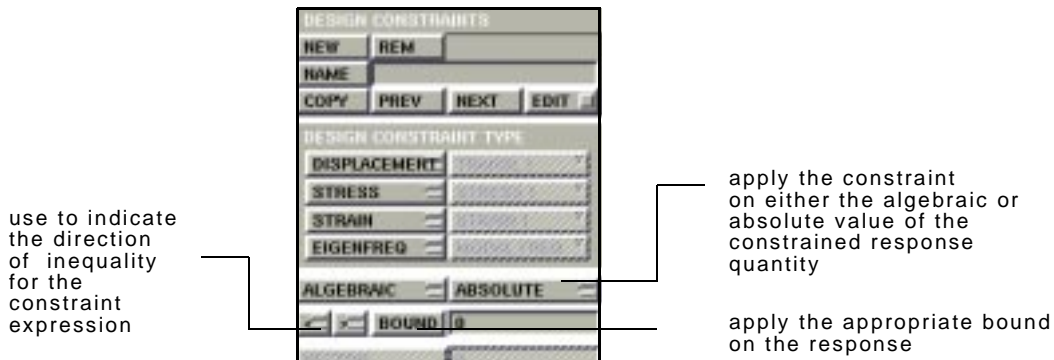 DESIGN CONSTRAINTS
NEW REM
NAME
COPY PREV NEXT EDIT
DESIGN CONSTRAINT TYPE
DISPLACEMENT
STRESS
STRAIN
EIGENFREQ
ALGEBRAIC ABSOLUTE
< > BOUND 0
use to indicate
the direction
of inequality
for the
constraint
expression
apply the constraint
on either the algebraic or
absolute value of the
constrained response
quantity
apply the appropriate bound
on the response